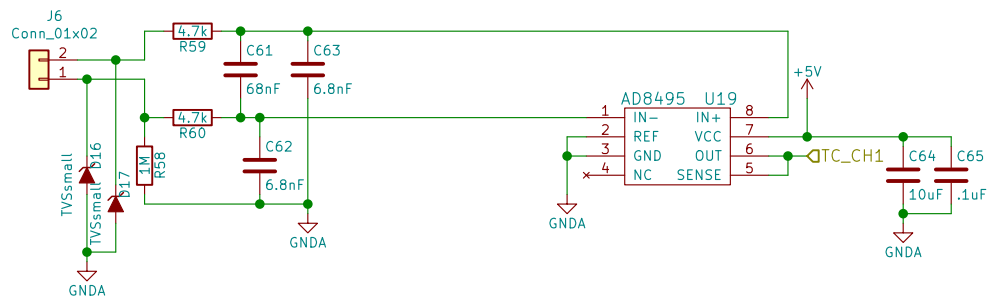 J6
Conn_01x02
2
1
4.7k
R59
C61
68nF
C63
6.8nF
4.7k
R60
1M
R58
C62
6.8nF
D16
TVSsmall
D17
TVSsmall
GNDA
GNDA
AD8495 U19
1 IN- IN+ 8
2 REF VCC 7
3 GND OUT 6
4 NC SENSE 5
GNDA
+5V
TC_CH1
C64
10uF
C65
.1uF
GNDA